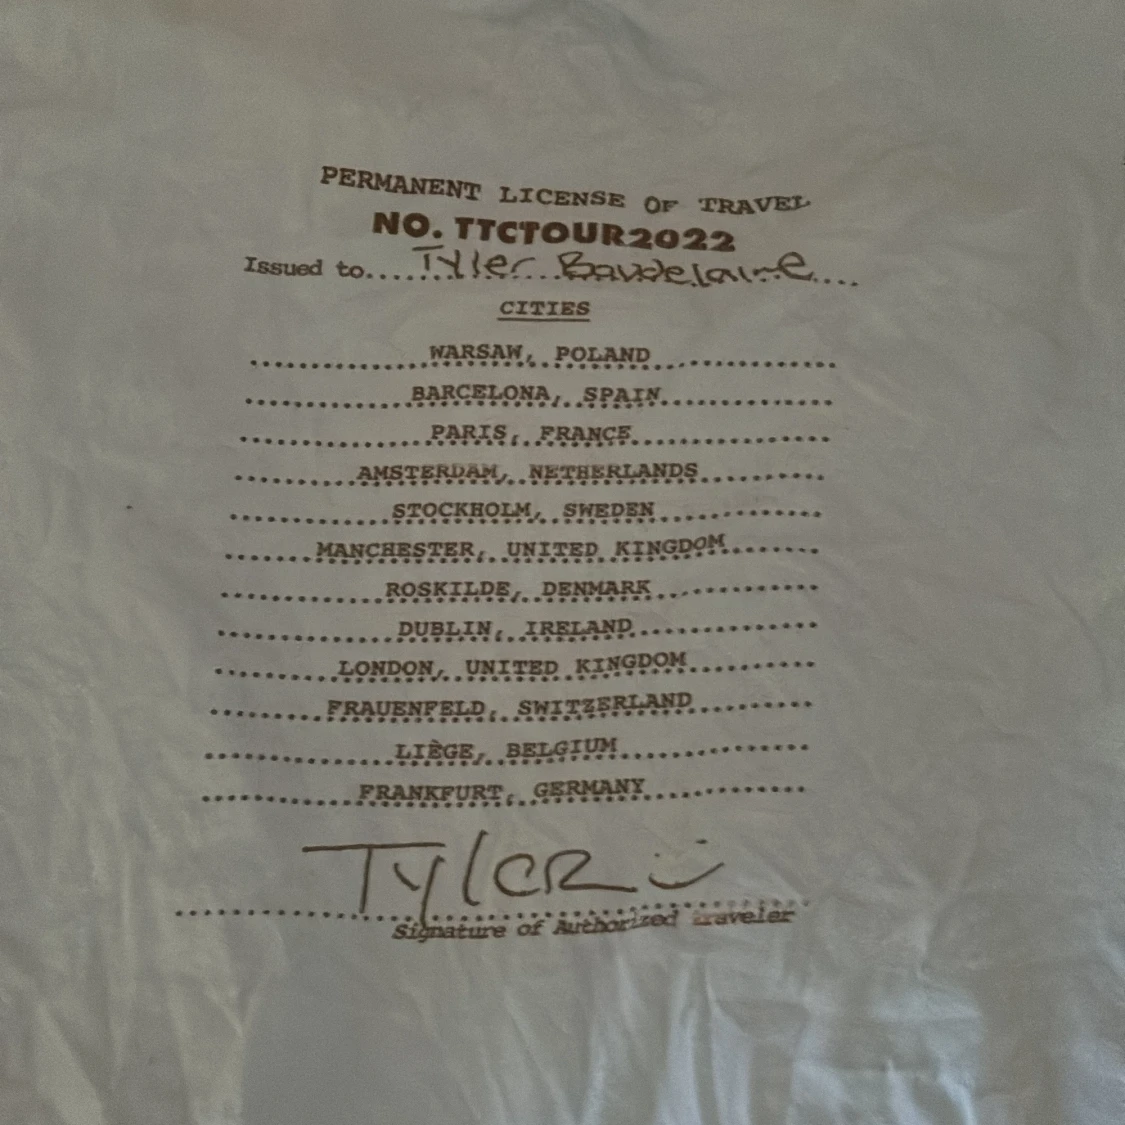 PERMANENT LICENSE OF TRAVEL
NO. TTCTOUR2022
Issued to....Tyler Baudelaire....
CITIES
WARSAW, POLAND
BARCELONA, SPAIN
PARIS, FRANCE
AMSTERDAM, NETHERLANDS
STOCKHOLM, SWEDEN
MANCHESTER, UNITED KINGDOM
ROSKILDE, DENMARK
DUBLIN, IRELAND
LONDON, UNITED KINGDOM
FRAUENFELD, SWITZERLAND
LIÈGE, BELGIUM
FRANKFURT, GERMANY
TYLER
Signature of Authorized traveler